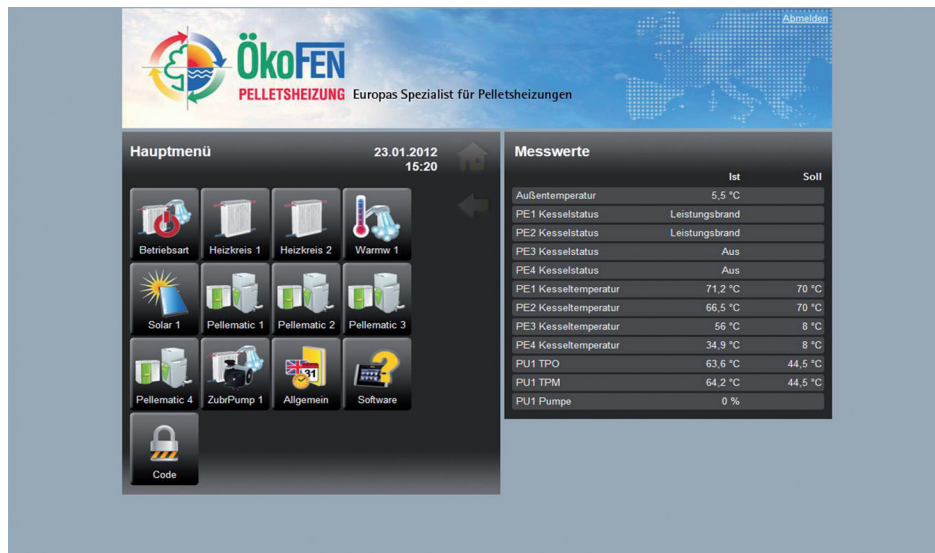 Abmelden
ÖkoFEN
PELLETSHEIZUNG Europas Spezialist für Pelletsheizungen
Hauptmenü
23.01.2012
15:20
Betriebsart Heizkreis 1 Heizkreis 2 Warmw 1
Solar 1 Pellematic 1 Pellematic 2 Pellematic 3
31
Pellematic 4 ZubrPump 1 Allgemein Software
Code
Messwerte
Ist Soll
Außentemperatur 5,5 °C
PE1 Kesselstatus Leistungsbrand
PE2 Kesselstatus Leistungsbrand
PE3 Kesselstatus Aus
PE4 Kesselstatus Aus
PE1 Kesseltemperatur 71,2 °C 70 °C
PE2 Kesseltemperatur 66,5 °C 70 °C
PE3 Kesseltemperatur 56 °C 8 °C
PE4 Kesseltemperatur 34,9 °C 8 °C
PU1 TPO 63,6 °C 44,5 °C
PU1 TPM 64,2 °C 44,5 °C
PU1 Pumpe 0 %